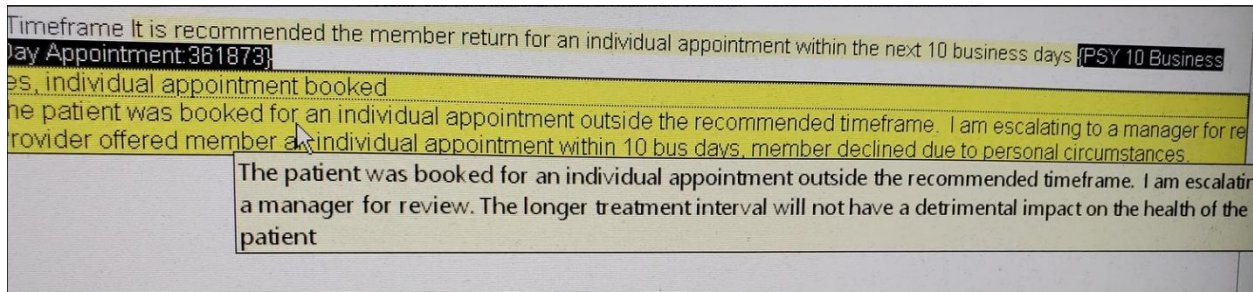 Timeframe It is recommended the member return for an individual appointment within the next 10 business days {PSY 10 Business
Day Appointment:361873}
es, individual appointment booked
he patient was booked for an individual appointment outside the recommended timeframe. I am escalating to a manager for re
rovider offered member an individual appointment within 10 bus days, member declined due to personal circumstances.
The patient was booked for an individual appointment outside the recommended timeframe. I am escalatin
a manager for review. The longer treatment interval will not have a detrimental impact on the health of the
patient